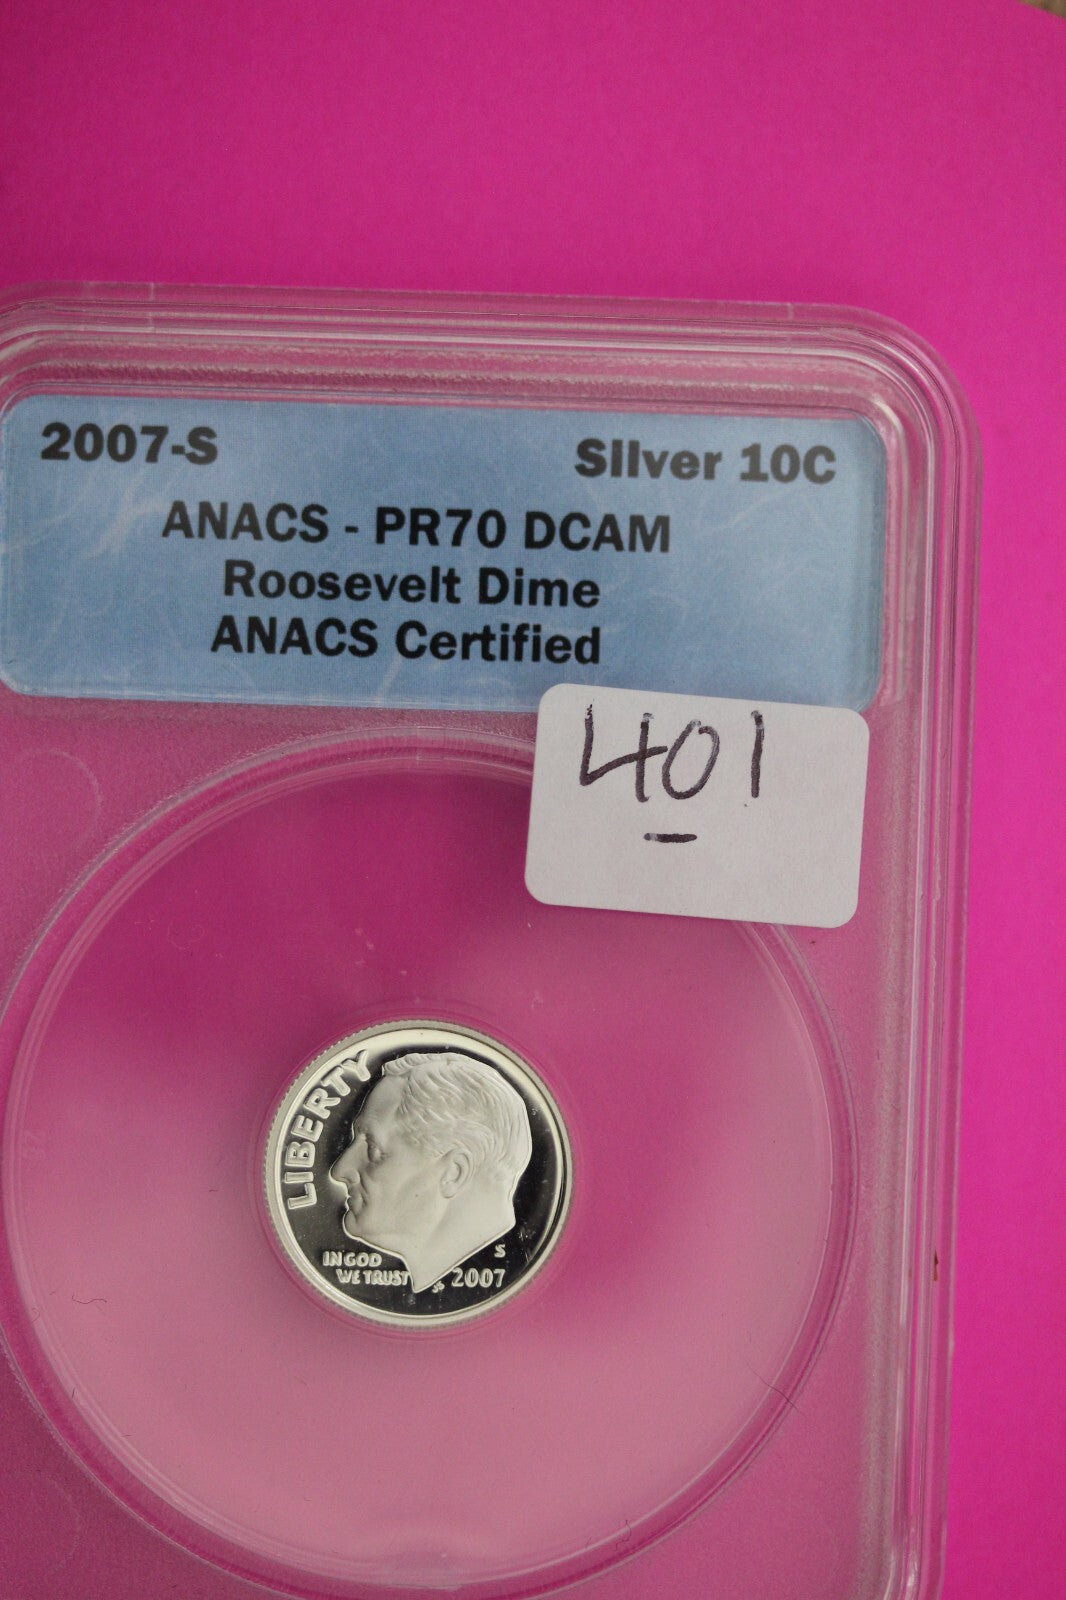 2007-S Silver 10C
ANACS - PR70 DCAM
Roosevelt Dime
ANACS Certified
401
LIBERTY
IN GOD
WE TRUST
S
2007